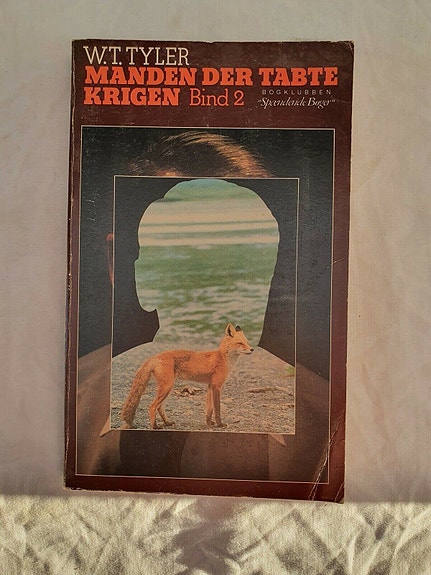 W.T. TYLER
MANDEN DER TABTE
KRIGEN Bind 2
BOGKLUBBEN
"Spændende Bøger"